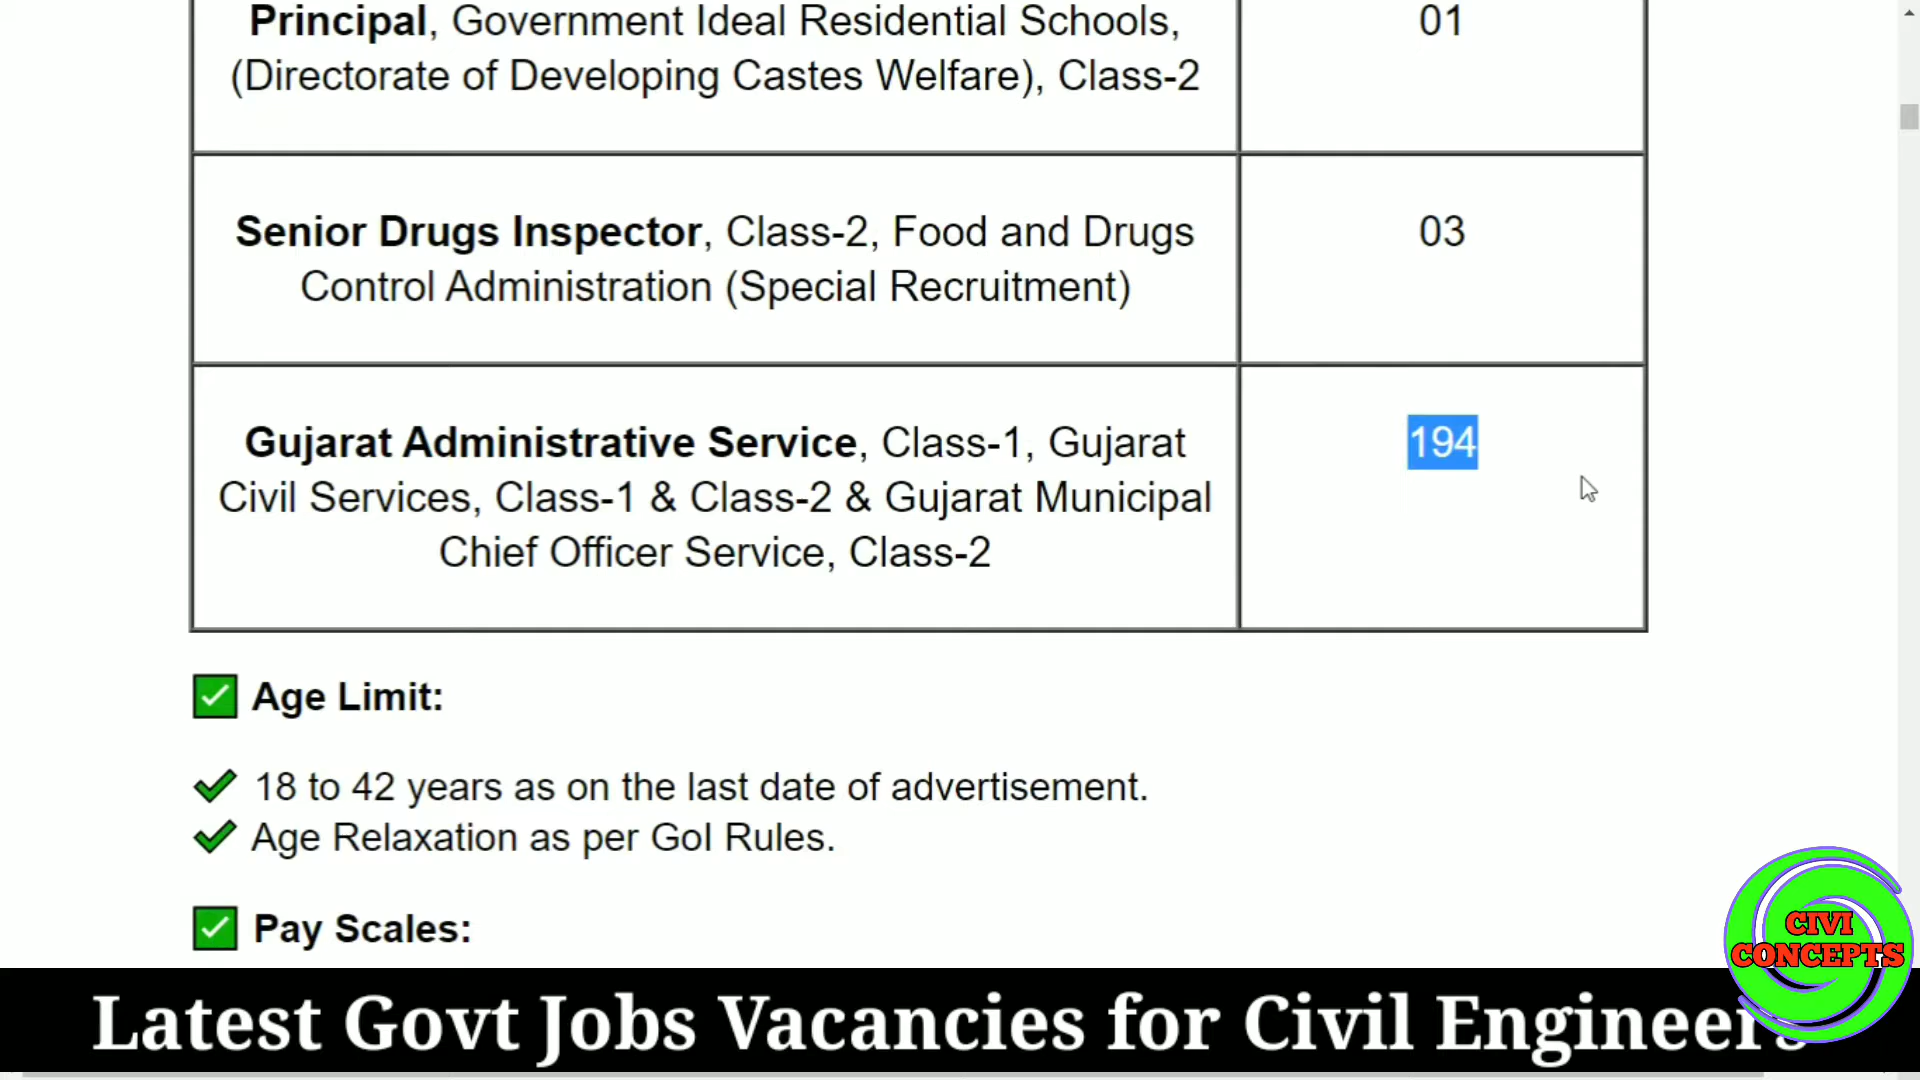 Principal, Government Ideal Residential Schools,
(Directorate of Developing Castes Welfare), Class-2
01
Senior Drugs Inspector, Class-2, Food and Drugs
Control Administration (Special Recruitment)
03
Gujarat Administrative Service, Class-1, Gujarat
Civil Services, Class-1 & Class-2 & Gujarat Municipal
Chief Officer Service, Class-2
194
Age Limit:
18 to 42 years as on the last date of advertisement.
Age Relaxation as per GoI Rules.
Pay Scales:
CIVI
CONCEPTS
Latest Govt Jobs Vacancies for Civil Engineers